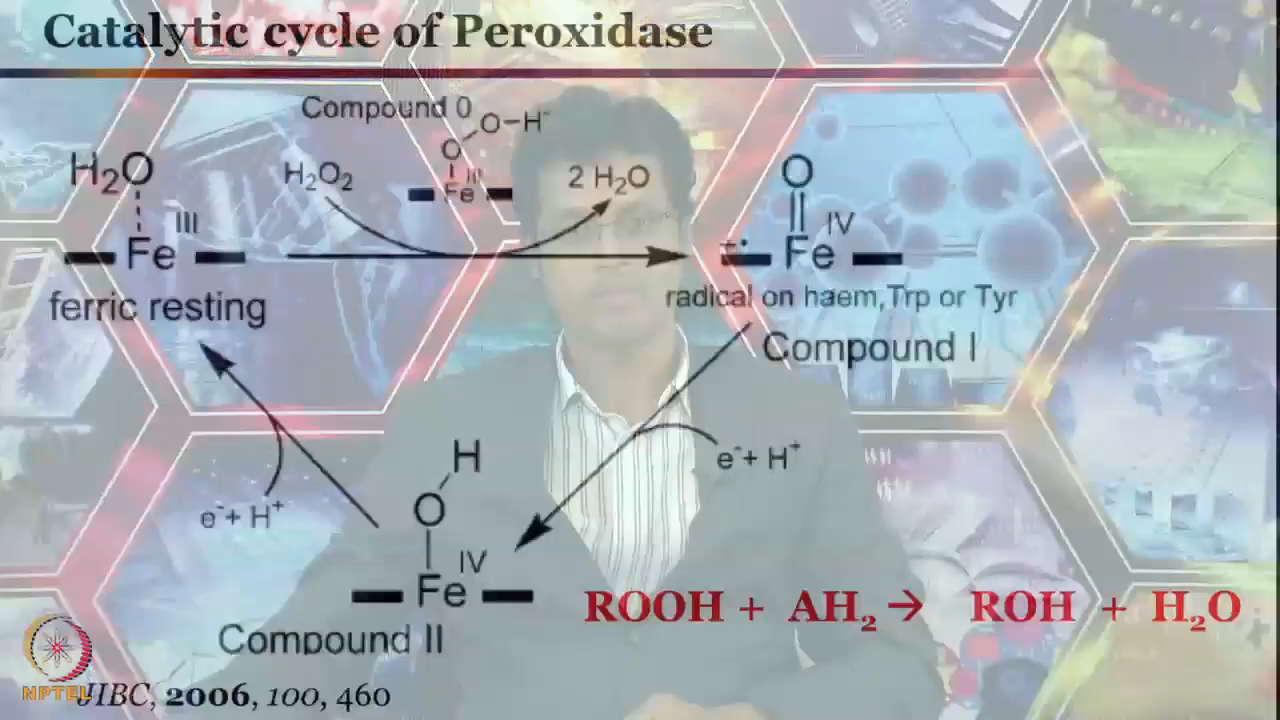 Catalytic cycle of Peroxidase
Compound 0
O–O–H⁻
III
Fe
H₂O
III
Fe
ferric resting
H₂O₂
2 H₂O
O
IV
Fe
radical on haem,Trp or Tyr
Compound I
e⁻+ H⁺
H
O
IV
Fe
Compound II
e⁻+ H⁺
ROOH + AH₂ → ROH + H₂O
NPTEL
JIBC, 2006, 100, 460